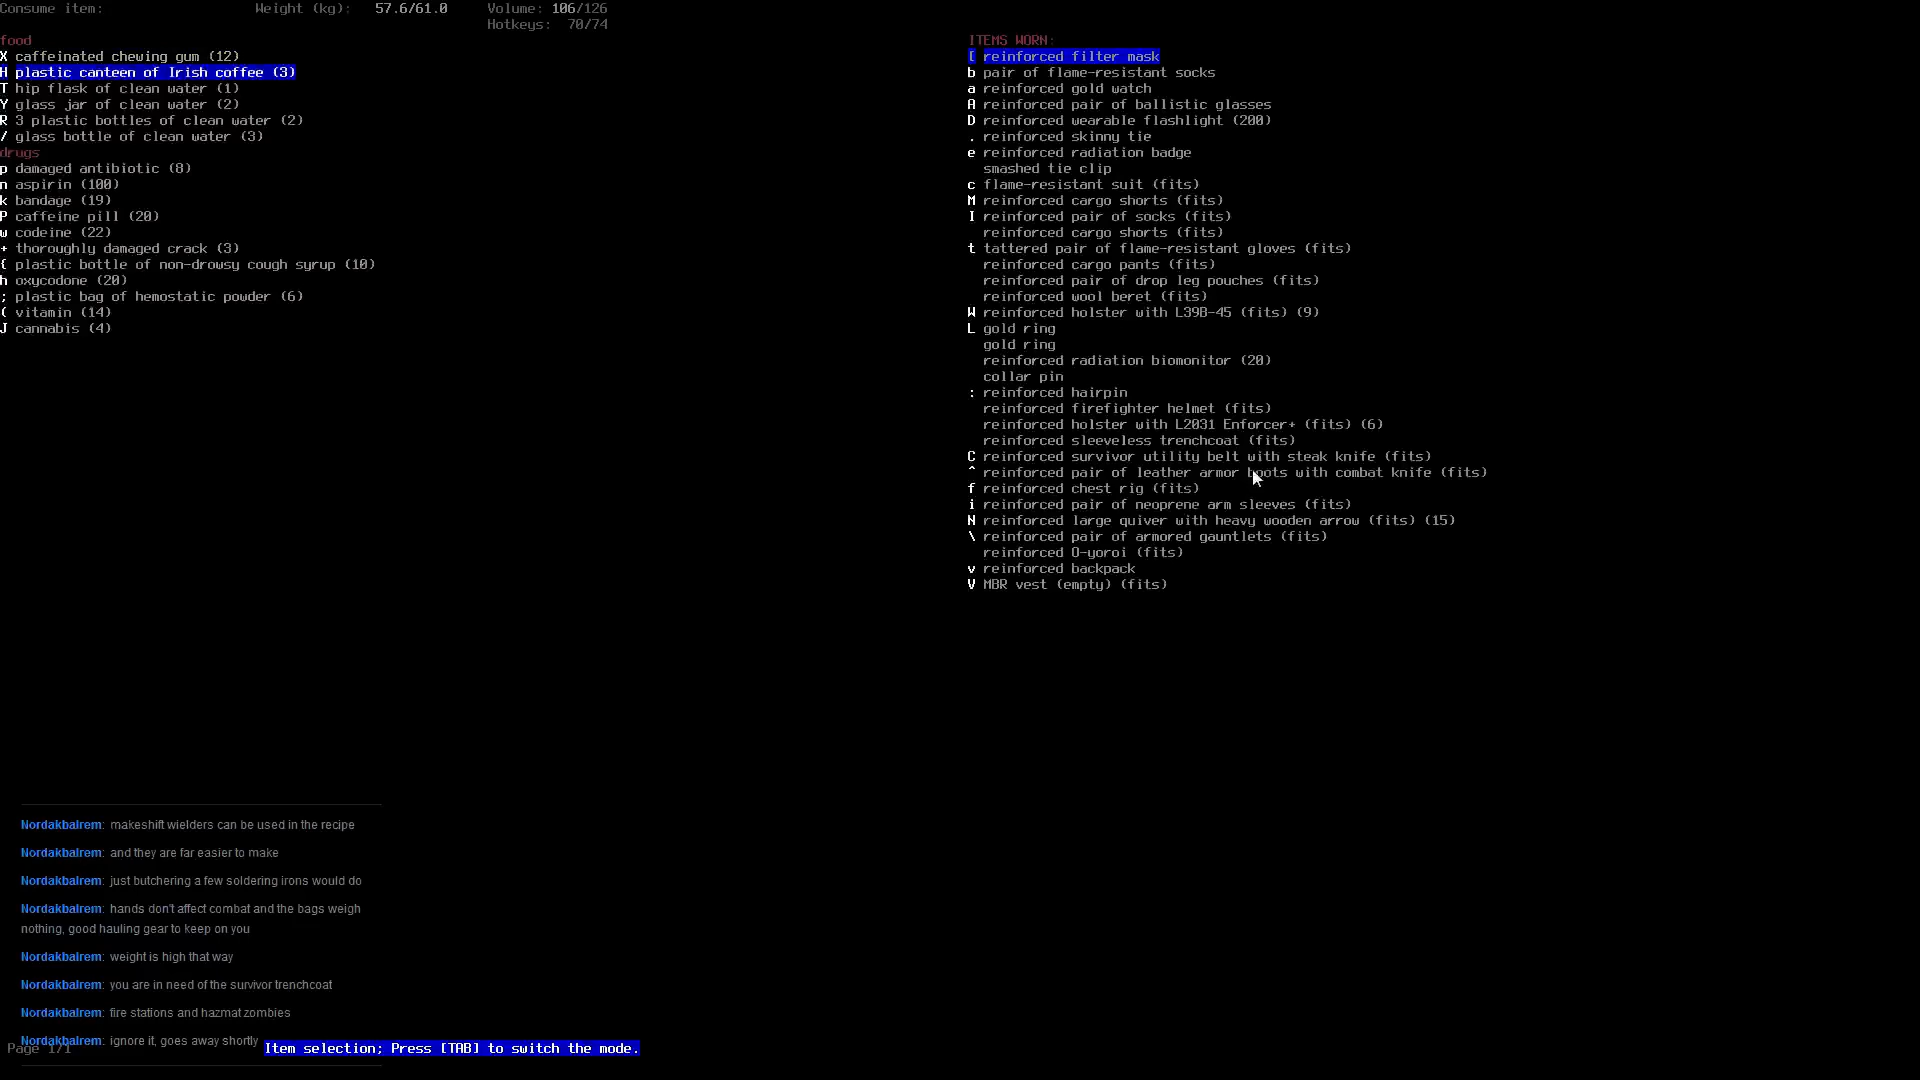 Consume item: Weight (kg): 57.6/61.0 Volume: 106/126
Hotkeys: 70/74
food
X caffeinated chewing gum (12)
H plastic canteen of Irish coffee (3)
T hip flask of clean water (1)
Y glass jar of clean water (2)
R 3 plastic bottles of clean water (2)
/ glass bottle of clean water (3)
drugs
p damaged antibiotic (8)
n aspirin (100)
k bandage (19)
P caffeine pill (20)
w codeine (22)
+ thoroughly damaged crack (3)
{ plastic bottle of non-drowsy cough syrup (10)
h oxycodone (20)
; plastic bag of hemostatic powder (6)
( vitamin (14)
J cannabis (4)
ITEMS WORN:
[ reinforced filter mask
b pair of flame-resistant socks
a reinforced gold watch
A reinforced pair of ballistic glasses
D reinforced wearable flashlight (200)
. reinforced skinny tie
e reinforced radiation badge
smashed tie clip
c flame-resistant suit (fits)
M reinforced cargo shorts (fits)
I reinforced pair of socks (fits)
reinforced cargo shorts (fits)
t tattered pair of flame-resistant gloves (fits)
reinforced cargo pants (fits)
reinforced pair of drop leg pouches (fits)
reinforced wool beret (fits)
W reinforced holster with L39B-45 (fits) (9)
L gold ring
gold ring
reinforced radiation biomonitor (20)
collar pin
: reinforced hairpin
reinforced firefighter helmet (fits)
reinforced holster with L2031 Enforcer+ (fits) (6)
reinforced sleeveless trenchcoat (fits)
C reinforced survivor utility belt with steak knife (fits)
^ reinforced pair of leather armor boots with combat knife (fits)
f reinforced chest rig (fits)
i reinforced pair of neoprene arm sleeves (fits)
N reinforced large quiver with heavy wooden arrow (fits) (15)
\ reinforced pair of armored gauntlets (fits)
reinforced O-yoroi (fits)
v reinforced backpack
V MBR vest (empty) (fits)
Nordakbalrem: makeshift wielders can be used in the recipe
Nordakbalrem: and they are far easier to make
Nordakbalrem: just butchering a few soldering irons would do
Nordakbalrem: hands don't affect combat and the bags weigh
nothing, good hauling gear to keep on you
Nordakbalrem: weight is high that way
Nordakbalrem: you are in need of the survivor trenchcoat
Nordakbalrem: fire stations and hazmat zombies
Nordakbalrem: ignore it, goes away shortly
Page 1/1 Item selection; Press [TAB] to switch the mode.